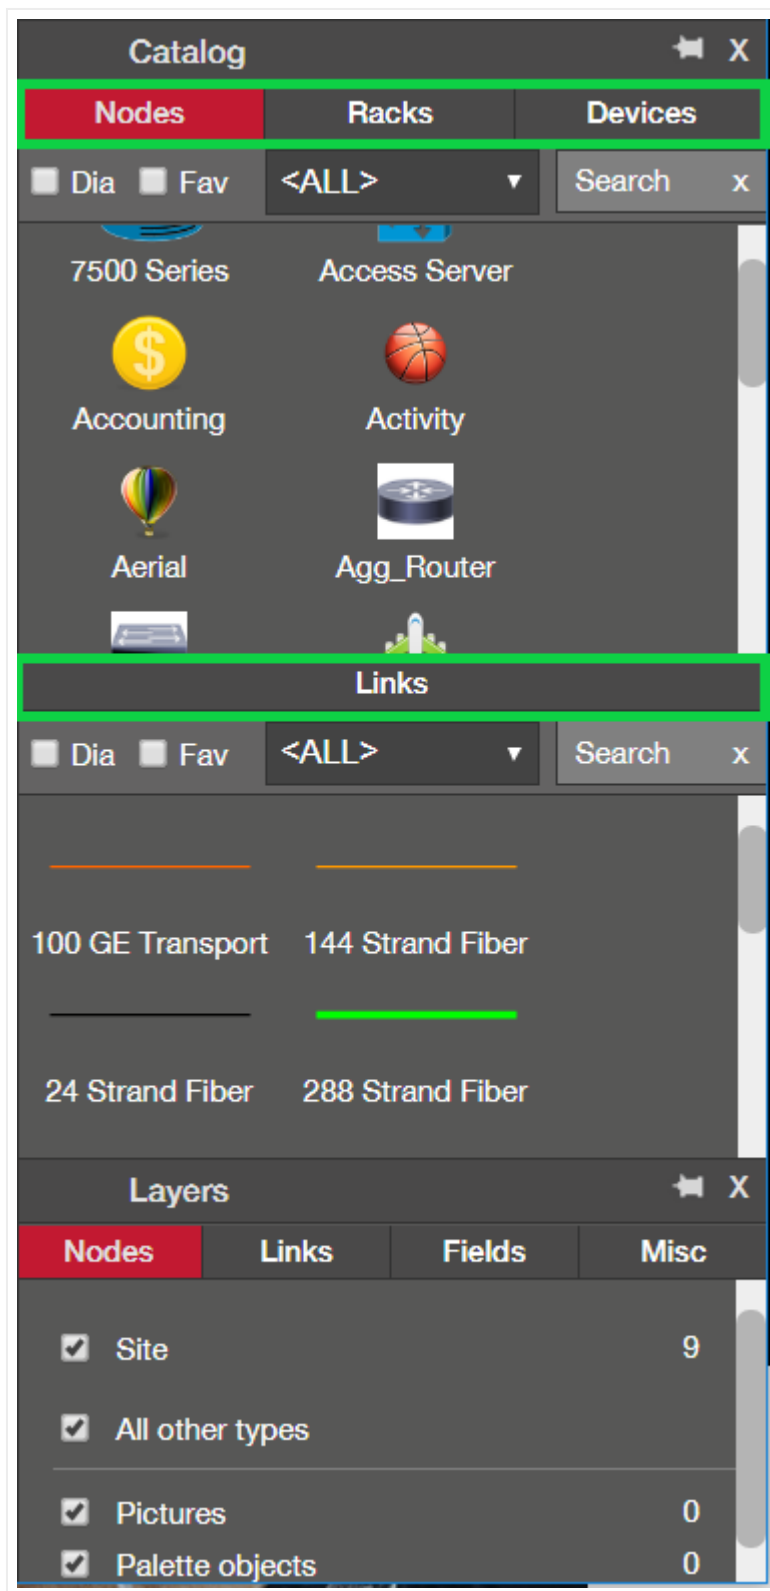 Catalog X
Nodes Racks Devices
Dia Fav <ALL> Search x
7500 Series Access Server
$
Accounting Activity
Aerial Agg_Router
Links
Dia Fav <ALL> Search x
100 GE Transport 144 Strand Fiber
24 Strand Fiber 288 Strand Fiber
Layers X
Nodes Links Fields Misc
Site 9
All other types
Pictures 0
Palette objects 0